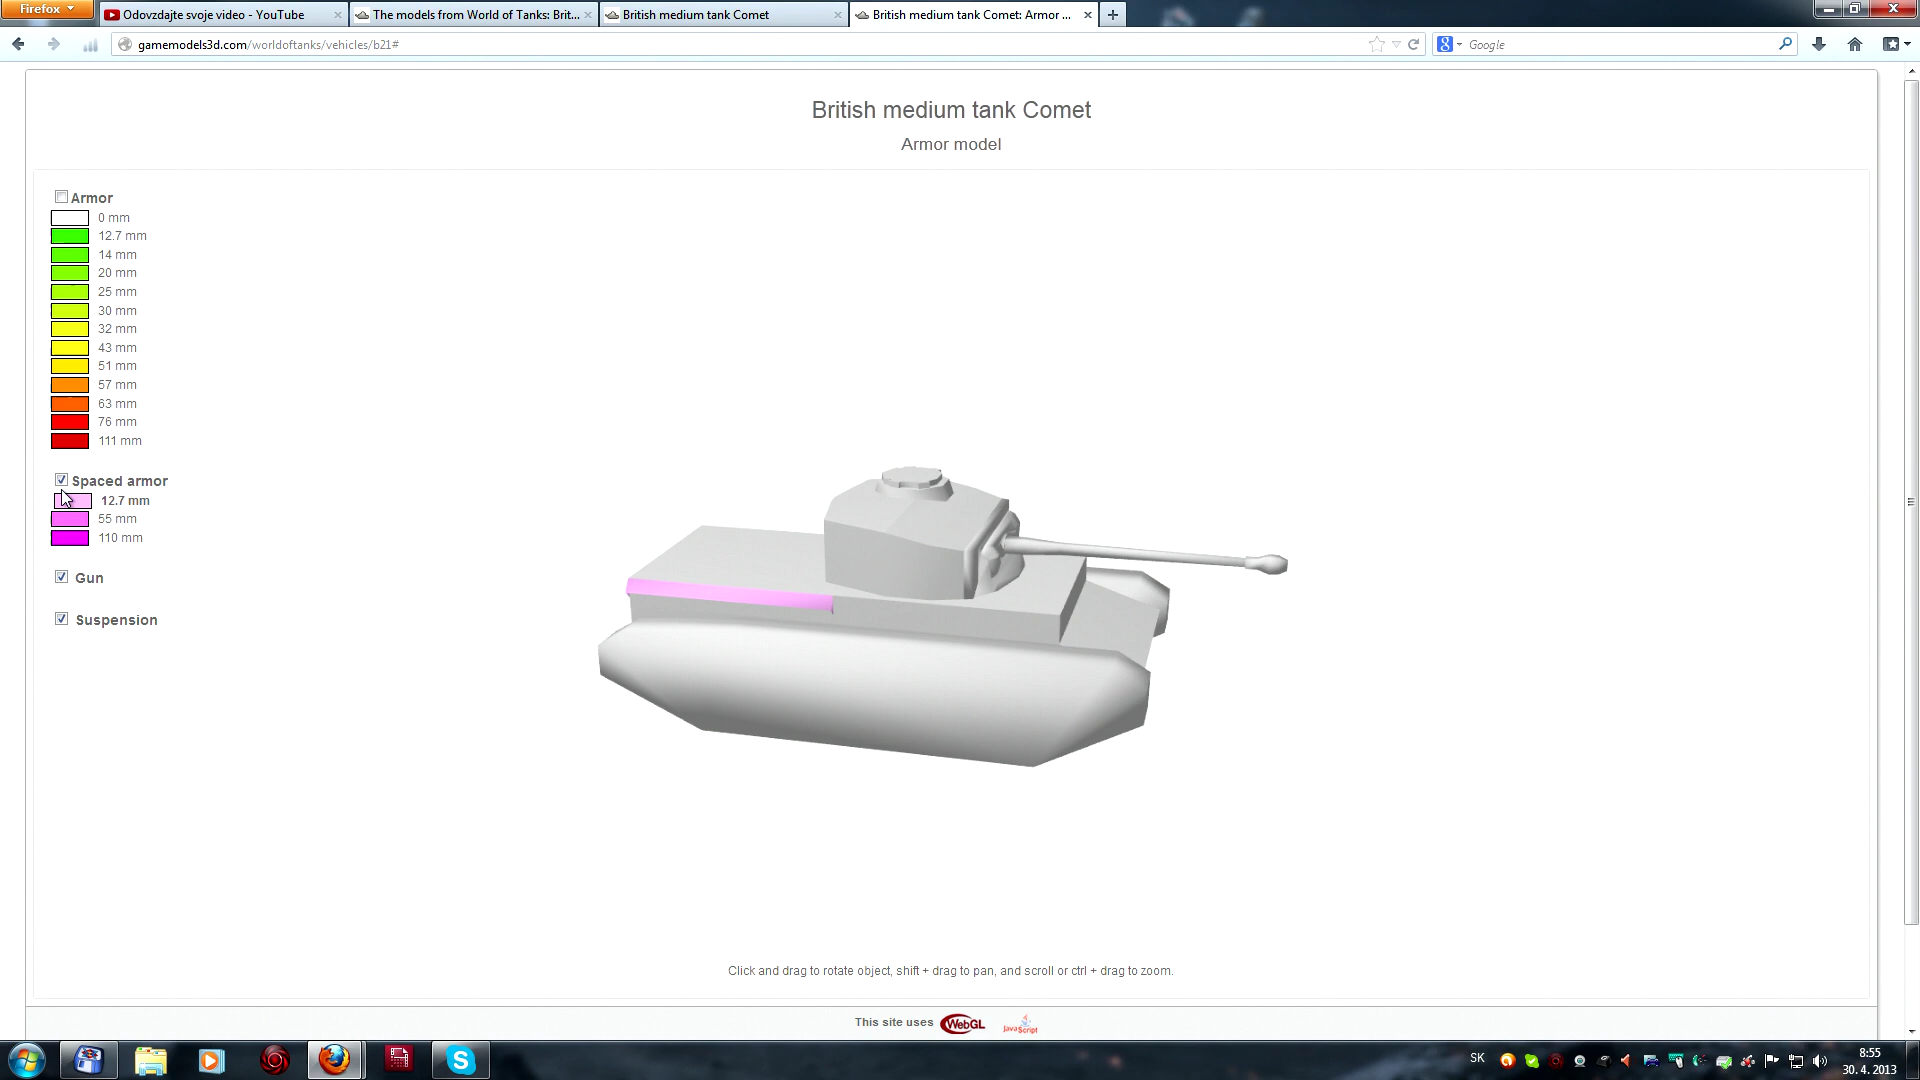 Firefox
Odovzdajte svoje video - YouTube
The models from World of Tanks: Brit...
British medium tank Comet
British medium tank Comet: Armor ...
gamemodels3d.com/worldoftanks/vehicles/b21#
Google
British medium tank Comet
Armor model
Armor
0 mm
12.7 mm
14 mm
20 mm
25 mm
30 mm
32 mm
43 mm
51 mm
57 mm
63 mm
76 mm
111 mm
Spaced armor
12.7 mm
55 mm
110 mm
Gun
Suspension
Click and drag to rotate object, shift + drag to pan, and scroll or ctrl + drag to zoom.
This site uses WebGL JavaScript
SK
8:55
30. 4. 2013